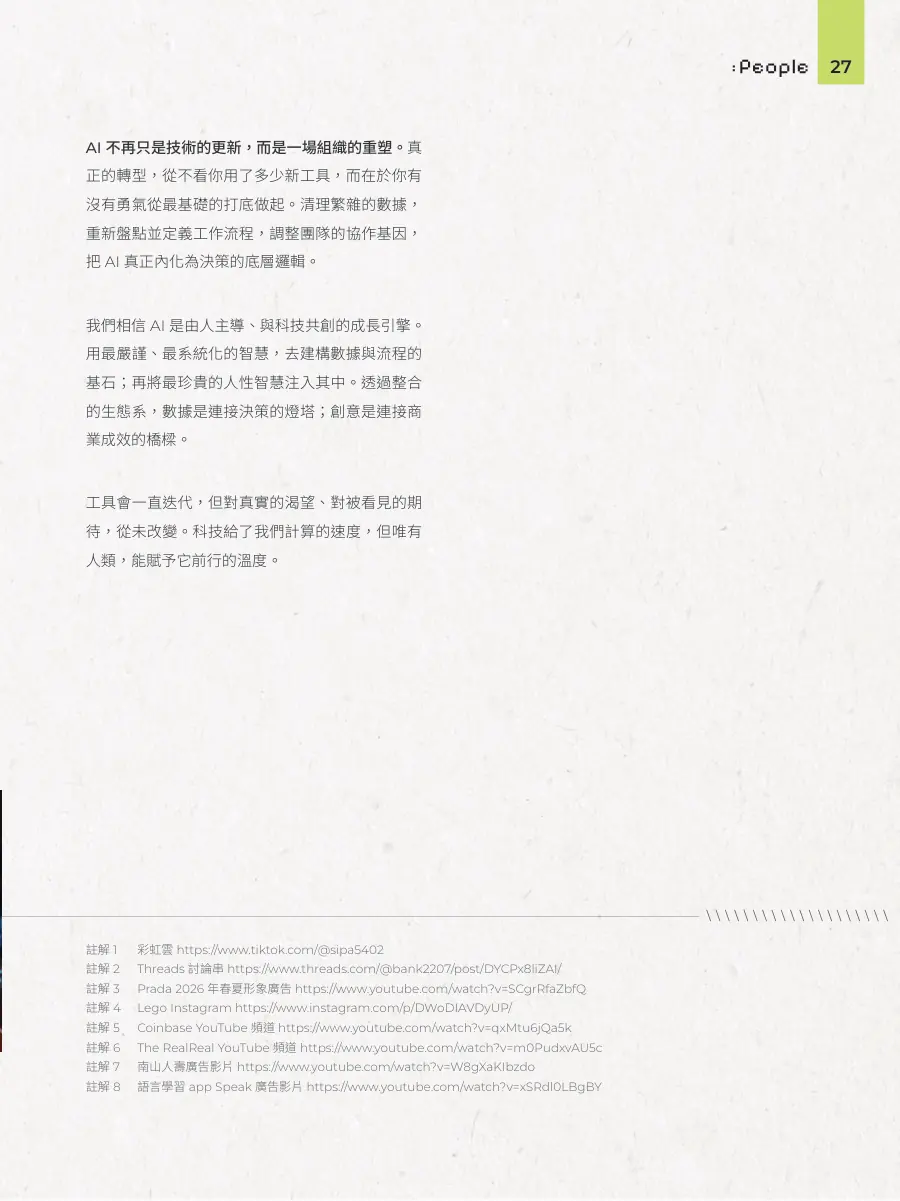 :People 27
AI 不再只是技術的更新，而是一場組織的重塑。真
正的轉型，從不看你用了多少新工具，而在於你有
沒有勇氣從最基礎的打底做起。清理繁雜的數據，
重新盤點並定義工作流程，調整團隊的協作基因，
把 AI 真正內化為決策的底層邏輯。
我們相信 AI 是由人主導、與科技共創的成長引擎。
用最嚴謹、最系統化的智慧，去建構數據與流程的
基石；再將最珍貴的人性智慧注入其中。透過整合
的生態系，數據是連接決策的燈塔；創意是連接商
業成效的橋樑。
工具會一直迭代，但對真實的渴望、對被看見的期
待，從未改變。科技給了我們計算的速度，但唯有
人類，能賦予它前行的溫度。
註解 1 彩虹雲 https://www.tiktok.com/@sipa5402
註解 2 Threads 討論串 https://www.threads.com/@bank2207/post/DYCPx8liZAI/
註解 3 Prada 2026 年春夏形象廣告 https://www.youtube.com/watch?v=SCgrRfaZbfQ
註解 4 Lego Instagram https://www.instagram.com/p/DWoDIAVDyUP/
註解 5 Coinbase YouTube 頻道 https://www.youtube.com/watch?v=qxMtu6jQa5k
註解 6 The RealReal YouTube 頻道 https://www.youtube.com/watch?v=m0PudxvAU5c
註解 7 南山人壽廣告影片 https://www.youtube.com/watch?v=W8gXaKIbzdo
註解 8 語言學習 app Speak 廣告影片 https://www.youtube.com/watch?v=xSRdl0LBgBY